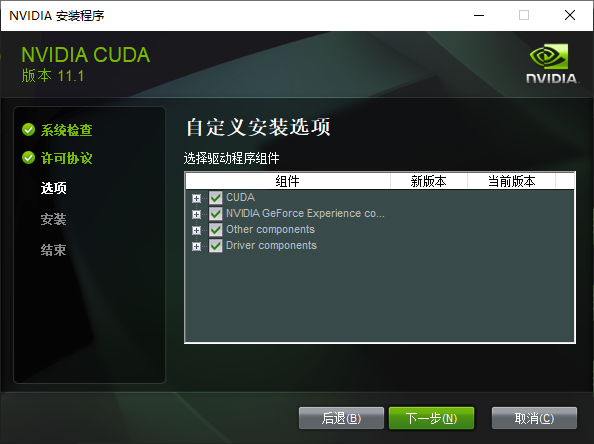 NVIDIA 安装程序
NVIDIA CUDA
版本 11.1
NVIDIA.
系统检查
许可协议
选项
安装
结束
自定义安装选项
选择驱动程序组件
组件 新版本 当前版本
CUDA
NVIDIA GeForce Experience co...
Other components
Driver components
后退(B) 下一步(N) 取消(C)